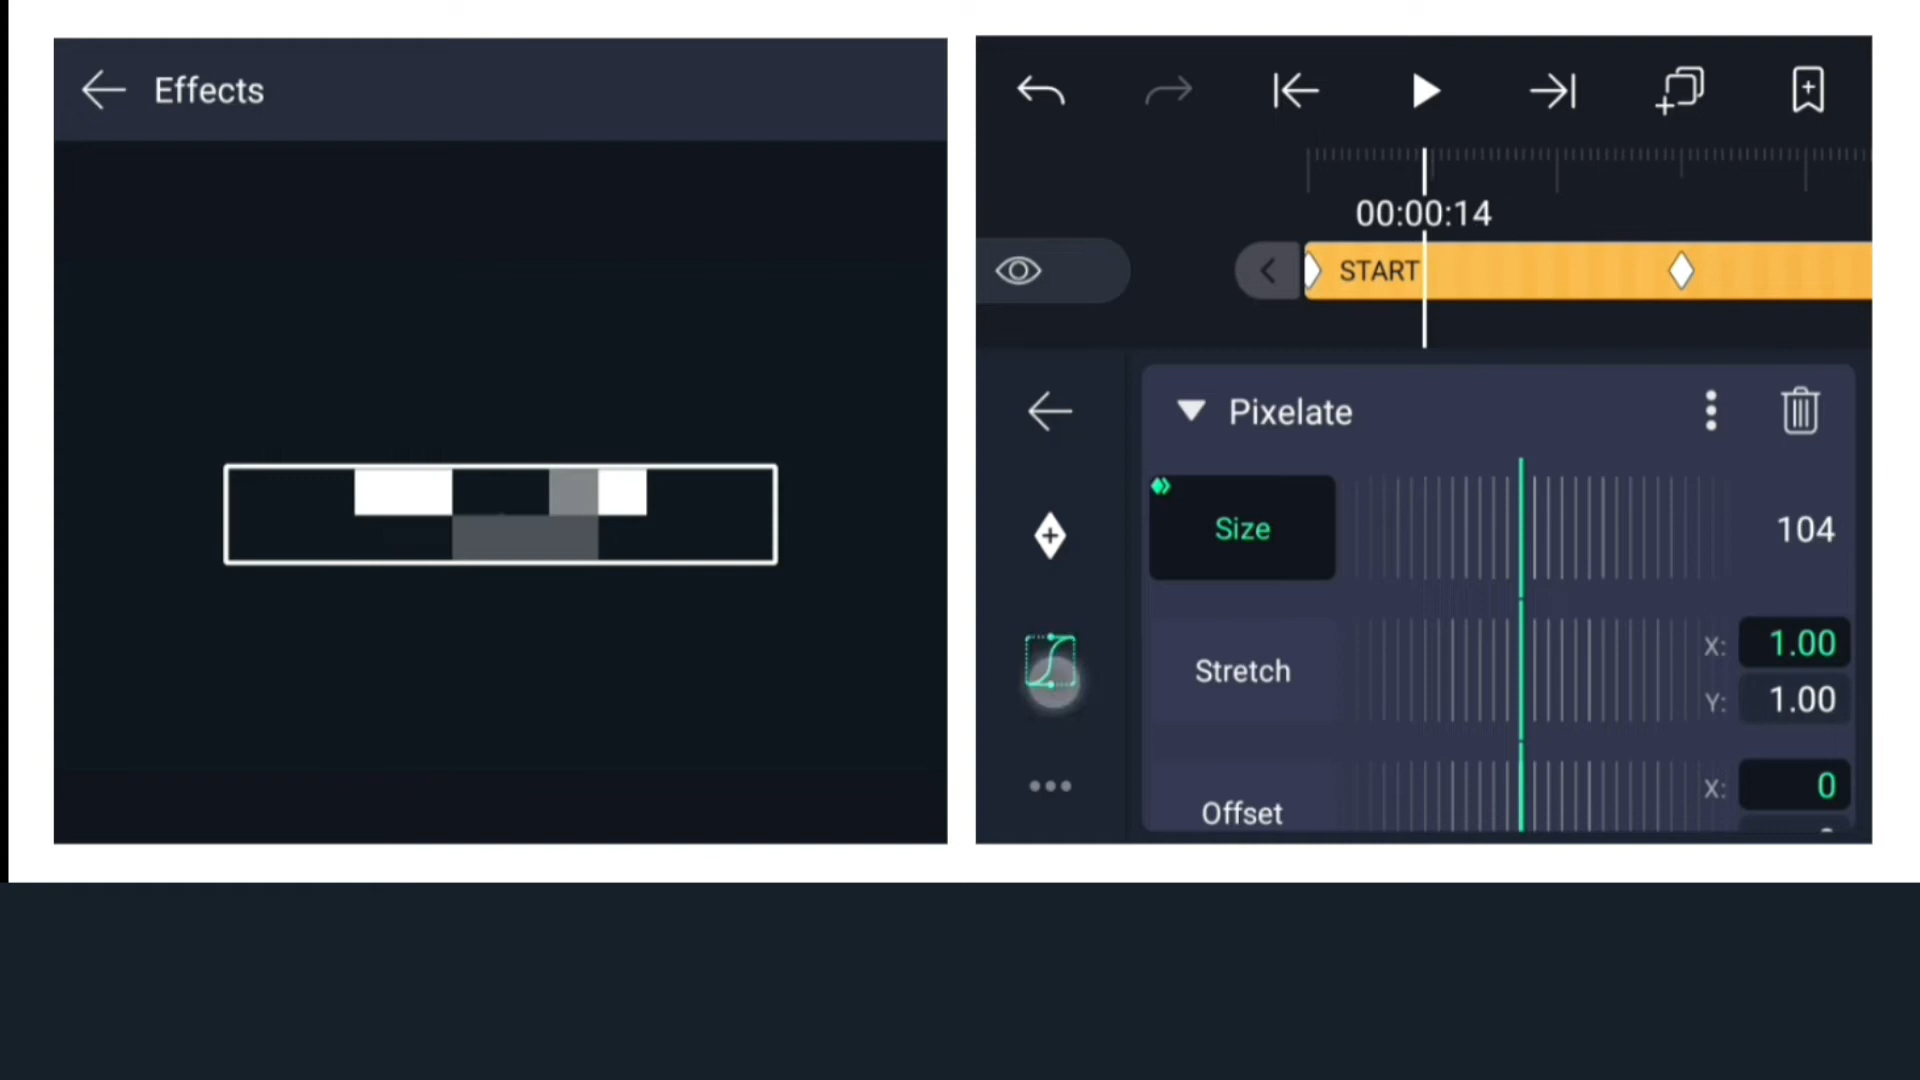 Effects
00:00:14
START
Pixelate
Size
104
Stretch
X: 1.00
Y: 1.00
Offset
X: 0